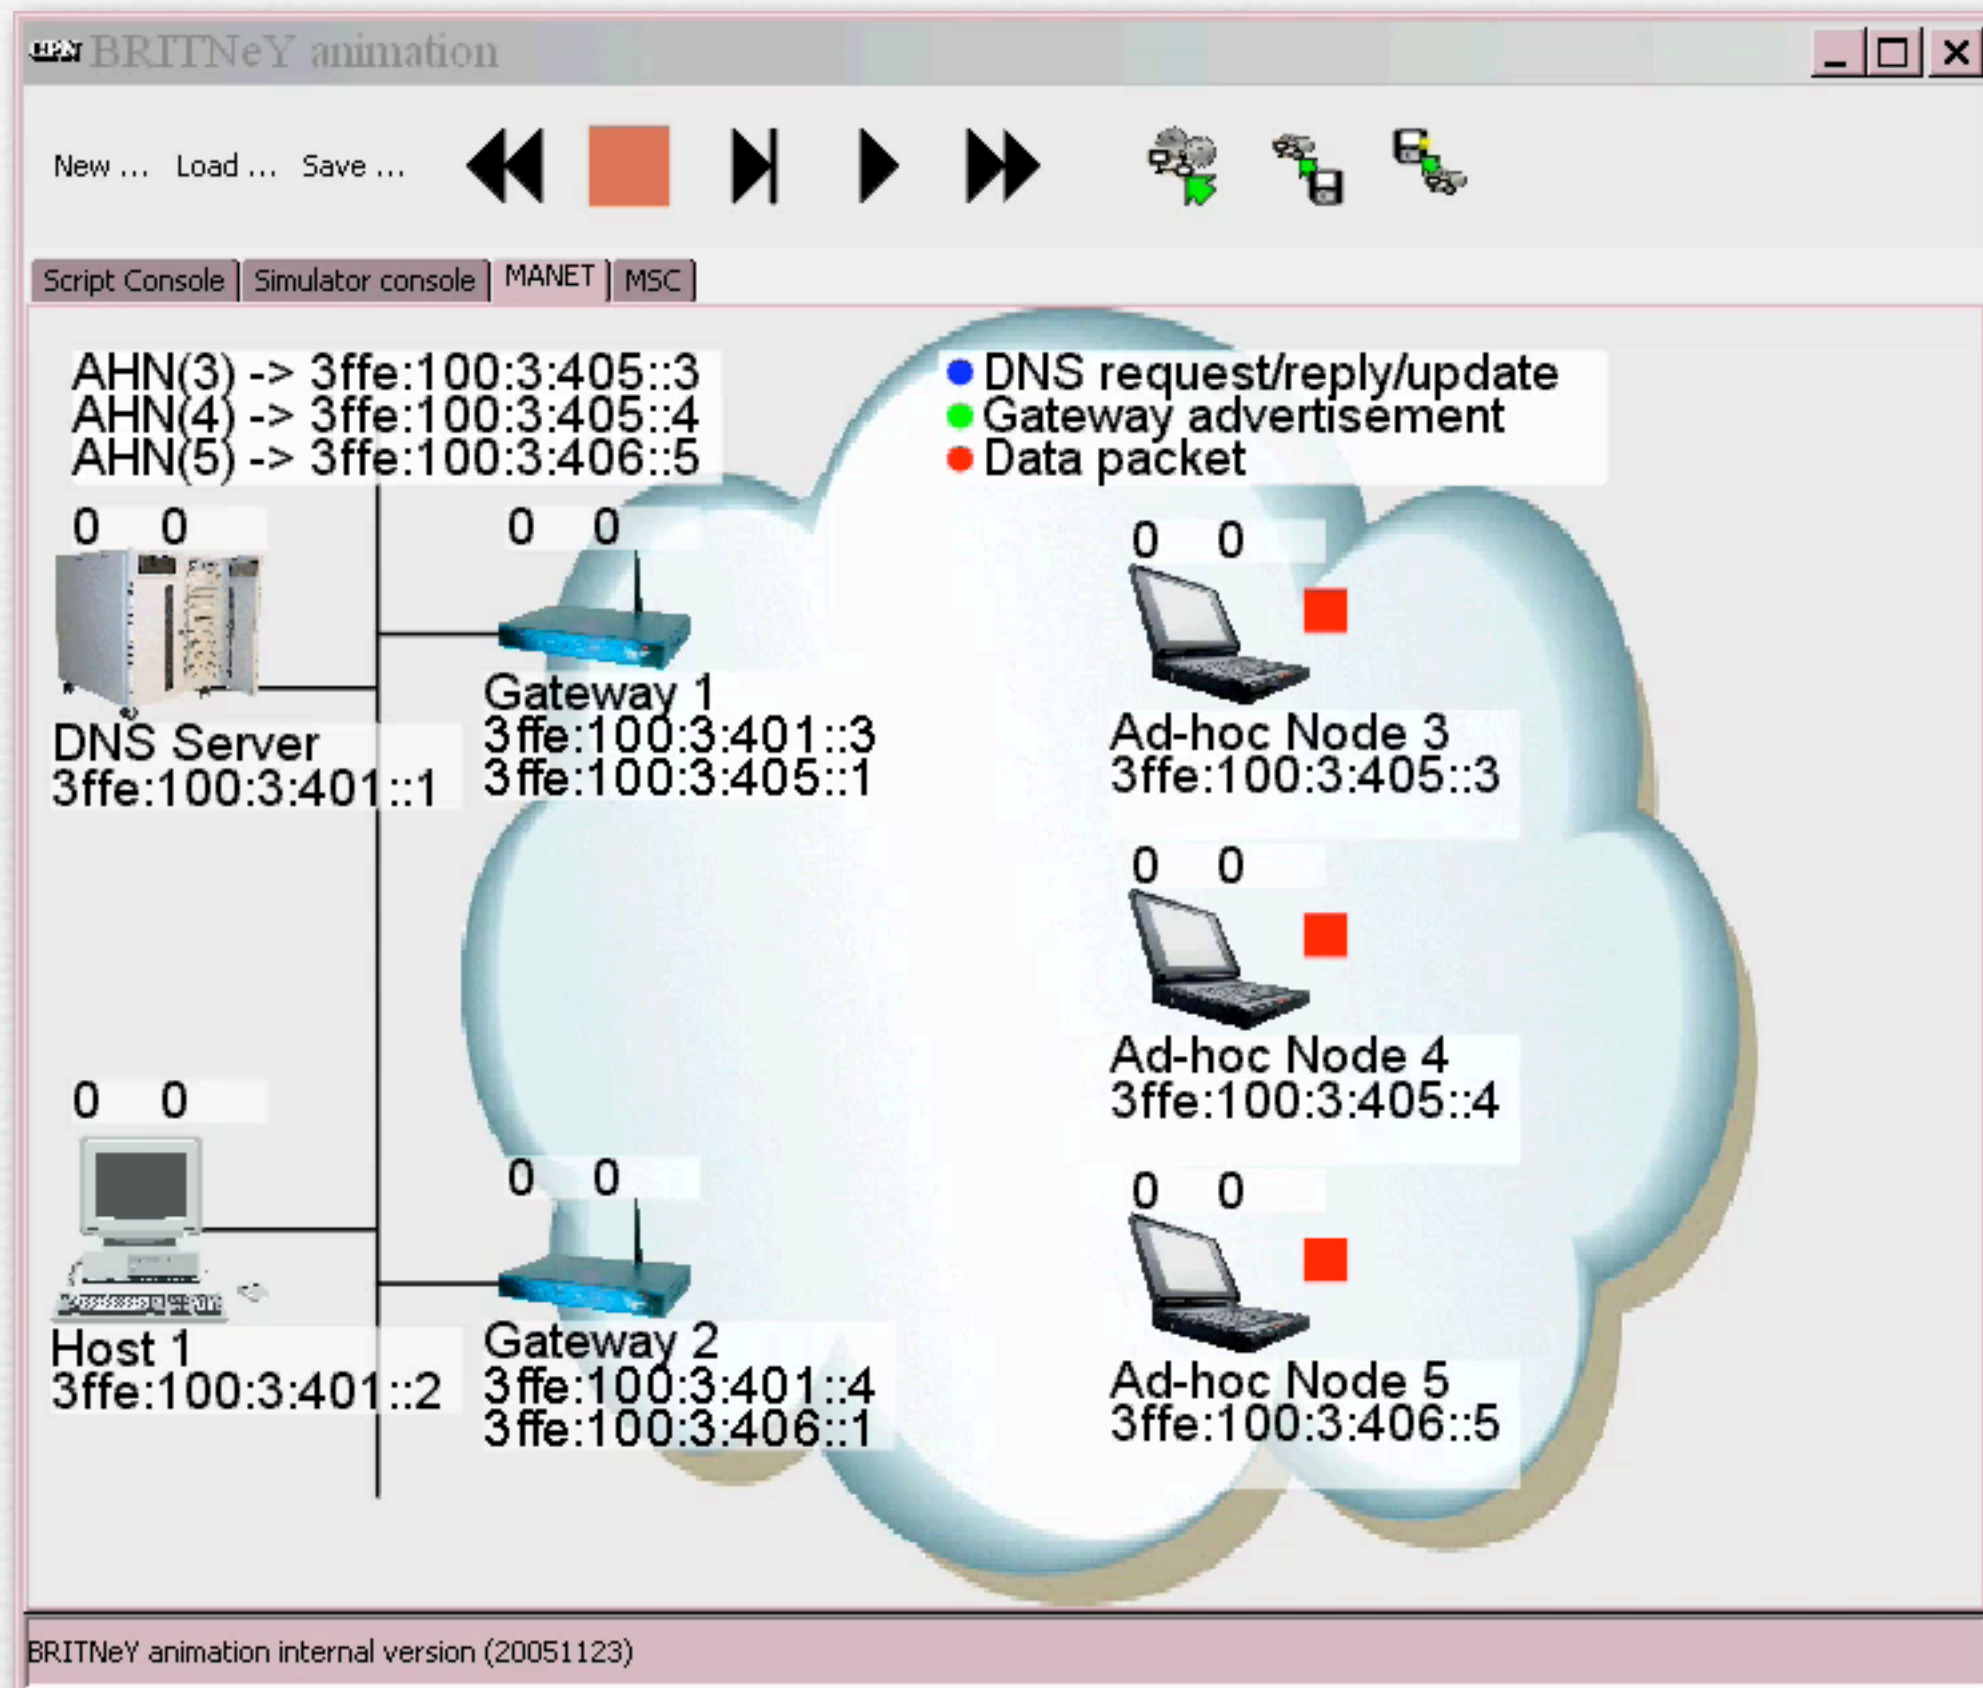 CPN BRITNeY animation
New ... Load ... Save ...
Script Console Simulator console MANET MSC
AHN(3) -> 3ffe:100:3:405::3
AHN(4) -> 3ffe:100:3:405::4
AHN(5) -> 3ffe:100:3:406::5
DNS request/reply/update
Gateway advertisement
Data packet
0 0
DNS Server
3ffe:100:3:401::1
0 0
Gateway 1
3ffe:100:3:401::3
3ffe:100:3:405::1
0 0
Ad-hoc Node 3
3ffe:100:3:405::3
0 0
Ad-hoc Node 4
3ffe:100:3:405::4
0 0
Host 1
3ffe:100:3:401::2
0 0
Gateway 2
3ffe:100:3:401::4
3ffe:100:3:406::1
0 0
Ad-hoc Node 5
3ffe:100:3:406::5
BRITNeY animation internal version (20051123)